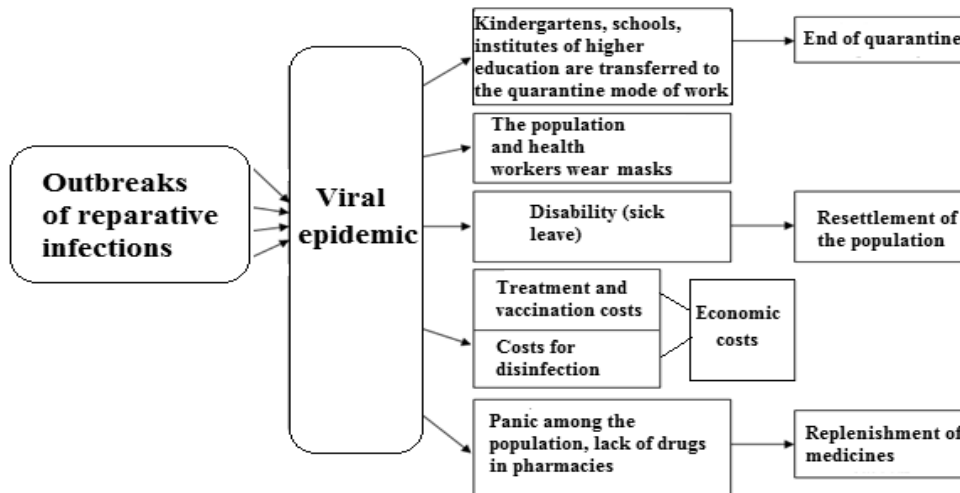 Outbreaks
of reparative
infections
Viral
epidemic
Kindergartens, schools,
institutes of higher
education are transferred to
the quarantine mode of work
End of quarantine
The population
and health
workers wear masks
Disability (sick
leave)
Resettlement of
the population
Treatment and
vaccination costs
Costs for
disinfection
Economic
costs
Panic among the
population, lack of drugs
in pharmacies
Replenishment of
medicines